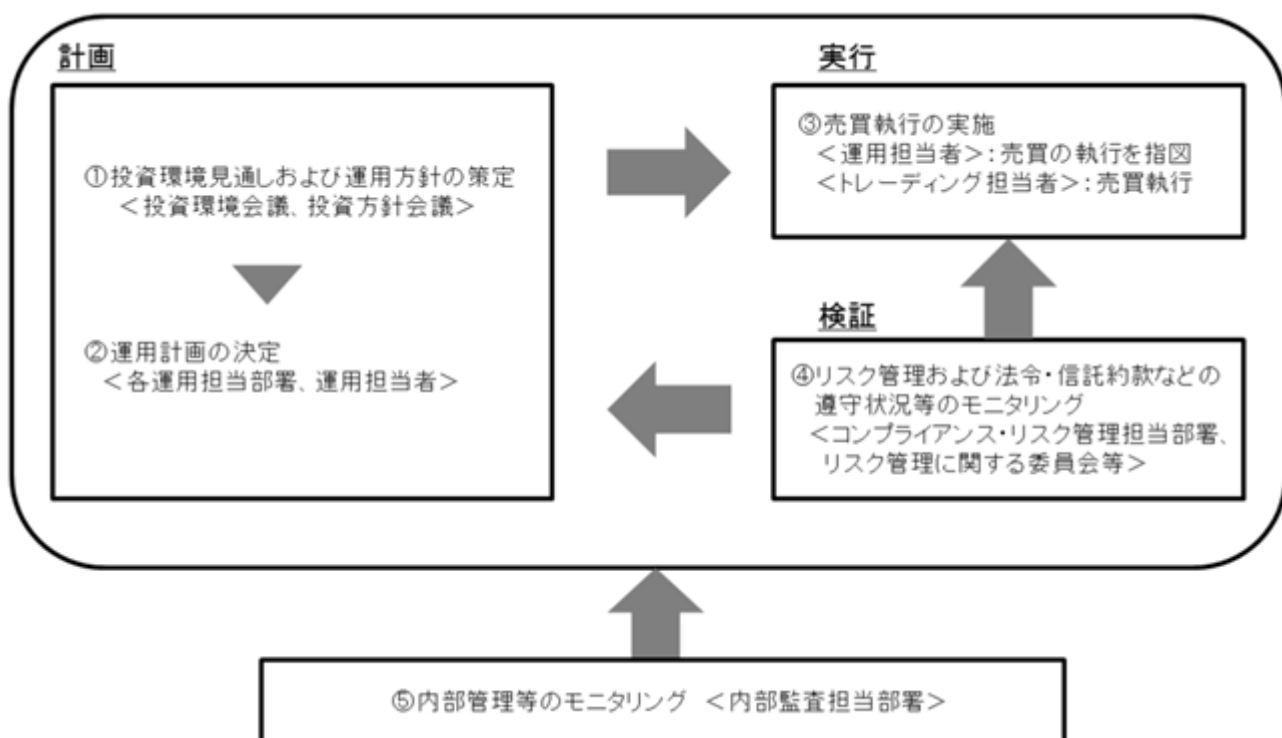 計画
①投資環境見通しおよび運用方針の策定
＜投資環境会議、投資方針会議＞
②運用計画の決定
＜各運用担当部署、運用担当者＞
実行
③売買執行の実施
＜運用担当者＞：売買の執行を指図
＜トレーディング担当者＞：売買執行
検証
④リスク管理および法令・信託約款などの
遵守状況等のモニタリング
＜コンプライアンス・リスク管理担当部署、
リスク管理に関する委員会等＞
⑤内部管理等のモニタリング ＜内部監査担当部署＞